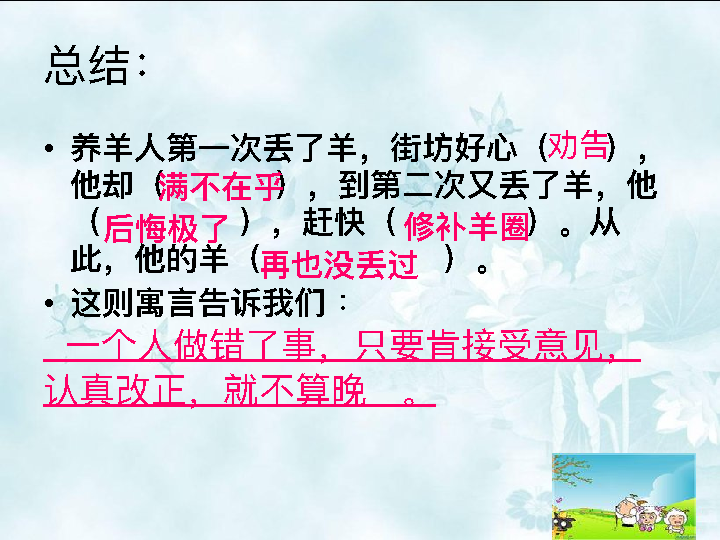 总结：
• 养羊人第一次丢了羊，街坊好心（劝告），
他却（满不在乎），到第二次又丢了羊，他
（后悔极了 ），赶快（ 修补羊圈）。从
此，他的羊（再也没丢过 ）。
• 这则寓言告诉我们：
一个人做错了事，只要肯接受意见，
认真改正，就不算晚 。